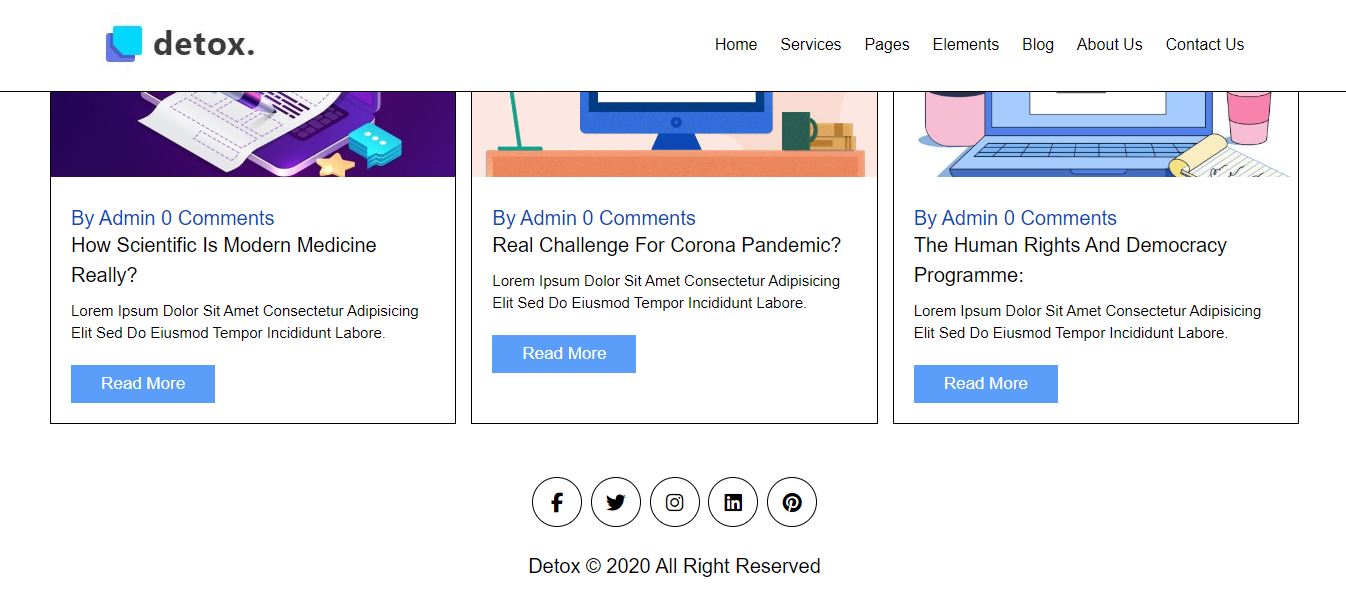 detox.
Home Services Pages Elements Blog About Us Contact Us
By Admin 0 Comments
How Scientific Is Modern Medicine
Really?
Lorem Ipsum Dolor Sit Amet Consectetur Adipisicing
Elit Sed Do Eiusmod Tempor Incididunt Labore.
Read More
By Admin 0 Comments
Real Challenge For Corona Pandemic?
Lorem Ipsum Dolor Sit Amet Consectetur Adipisicing
Elit Sed Do Eiusmod Tempor Incididunt Labore.
Read More
By Admin 0 Comments
The Human Rights And Democracy
Programme:
Lorem Ipsum Dolor Sit Amet Consectetur Adipisicing
Elit Sed Do Eiusmod Tempor Incididunt Labore.
Read More
Detox © 2020 All Right Reserved